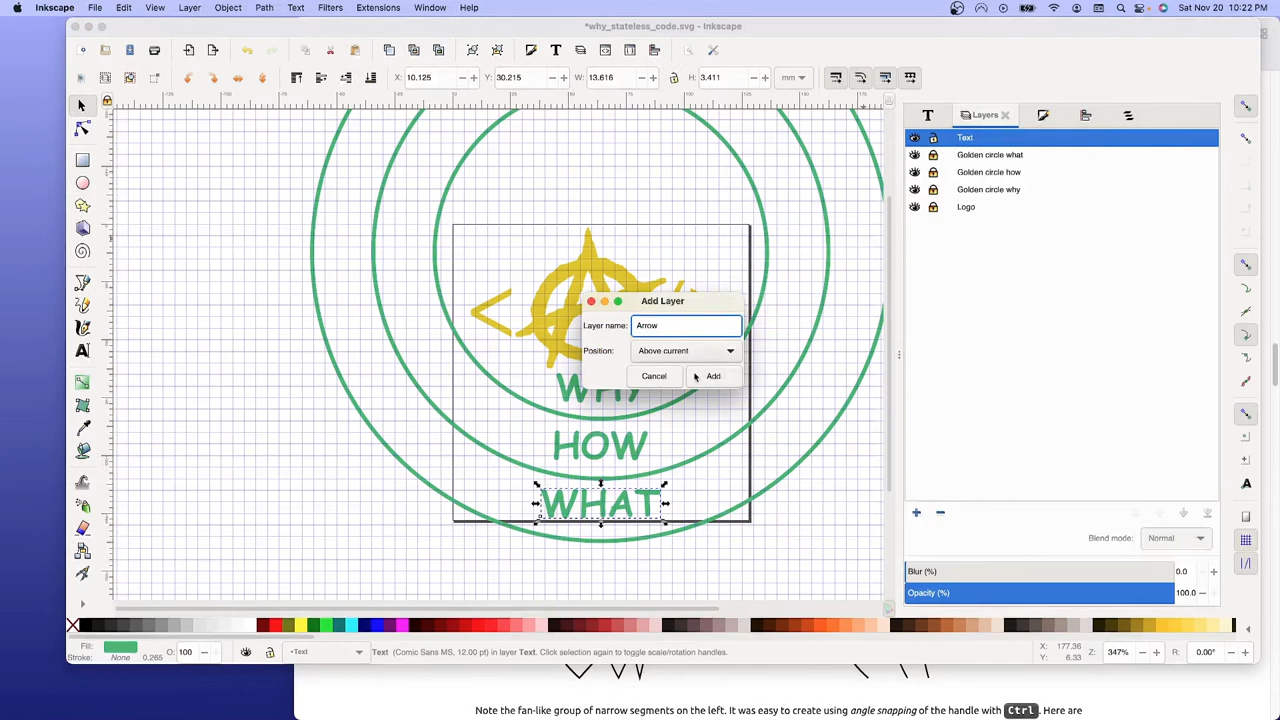 Inkscape File Edit View Layer Object Path Text Filters Extensions Window Help Sat Nov 20 10:22 PM
*why_stateless_code.svg - Inkscape
X: 10.125 Y: 30.215 W: 13.616 H: 3.411 mm
Layers
Text
Golden circle what
Golden circle how
Golden circle why
Logo
Add Layer
Layer name: Arrow
Position: Above current
Cancel Add
WHY
HOW
WHAT
Blend mode: Normal
Blur (%) 0.0
Opacity (%) 100.0
Fill: O: 100 •Text Text (Comic Sans MS, 12.00 pt) in layer Text. Click selection again to toggle scale/rotation handles. X: 177.36 Z: 347% R: 0.00°
Stroke: None 0.265 Y: 6.33
Note the fan-like group of narrow segments on the left. It was easy to create using angle snapping of the handle with Ctrl. Here are